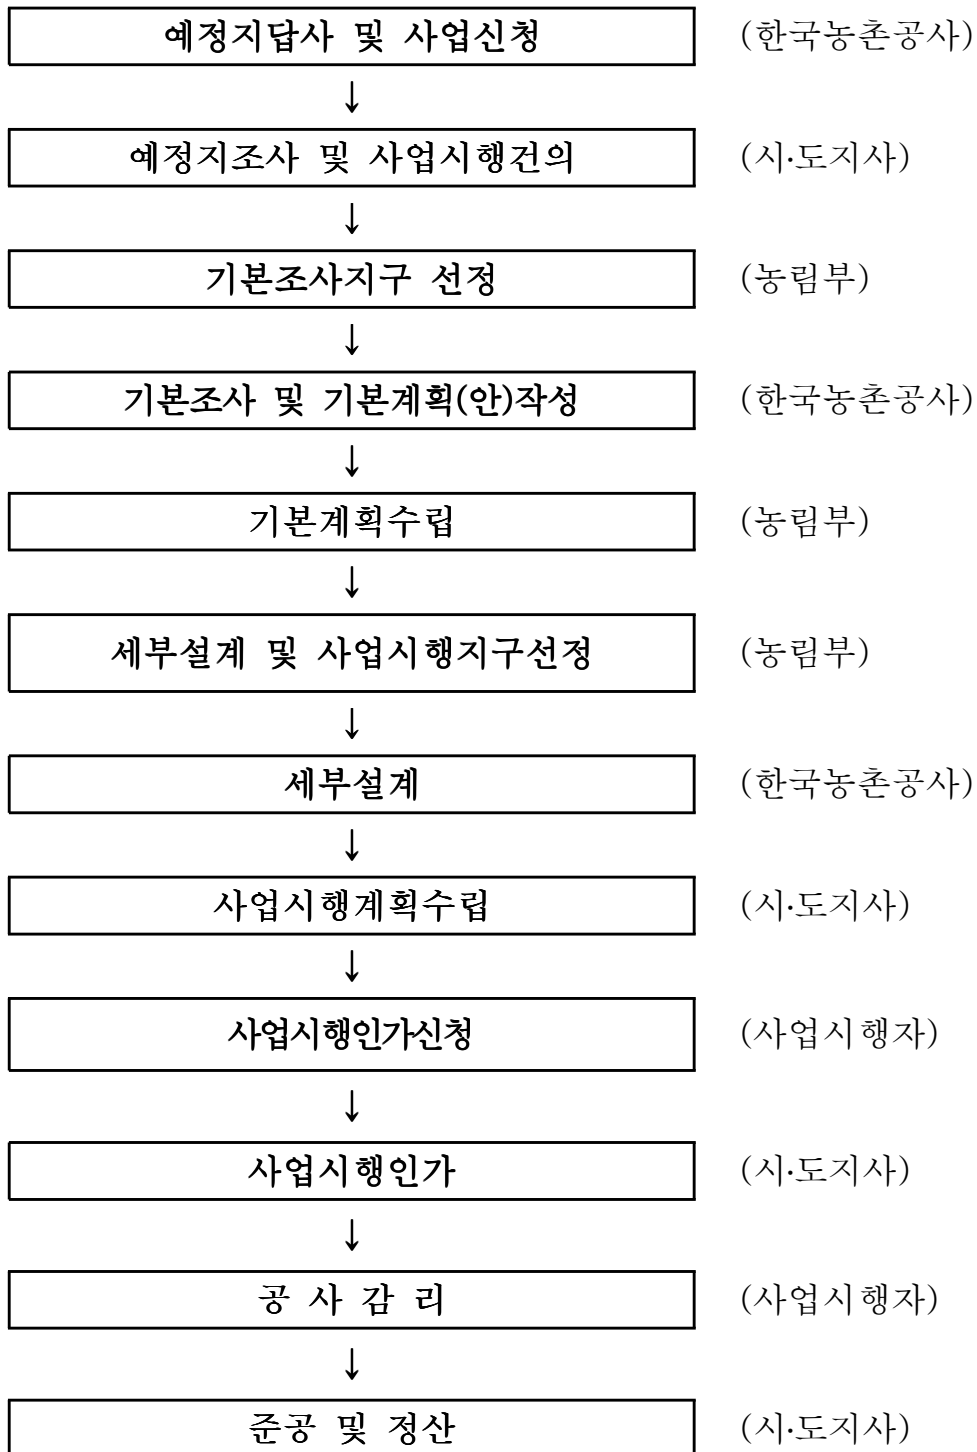 예정지답사 및 사업신청 (한국농촌공사)
↓
예정지조사 및 사업시행건의 (시·도지사)
↓
기본조사지구 선정 (농림부)
↓
기본조사 및 기본계획(안)작성 (한국농촌공사)
↓
기본계획수립 (농림부)
↓
세부설계 및 사업시행지구선정 (농림부)
↓
세부설계 (한국농촌공사)
↓
사업시행계획수립 (시·도지사)
↓
사업시행인가신청 (사업시행자)
↓
사업시행인가 (시·도지사)
↓
공 사 감 리 (사업시행자)
↓
준공 및 정산 (시·도지사)